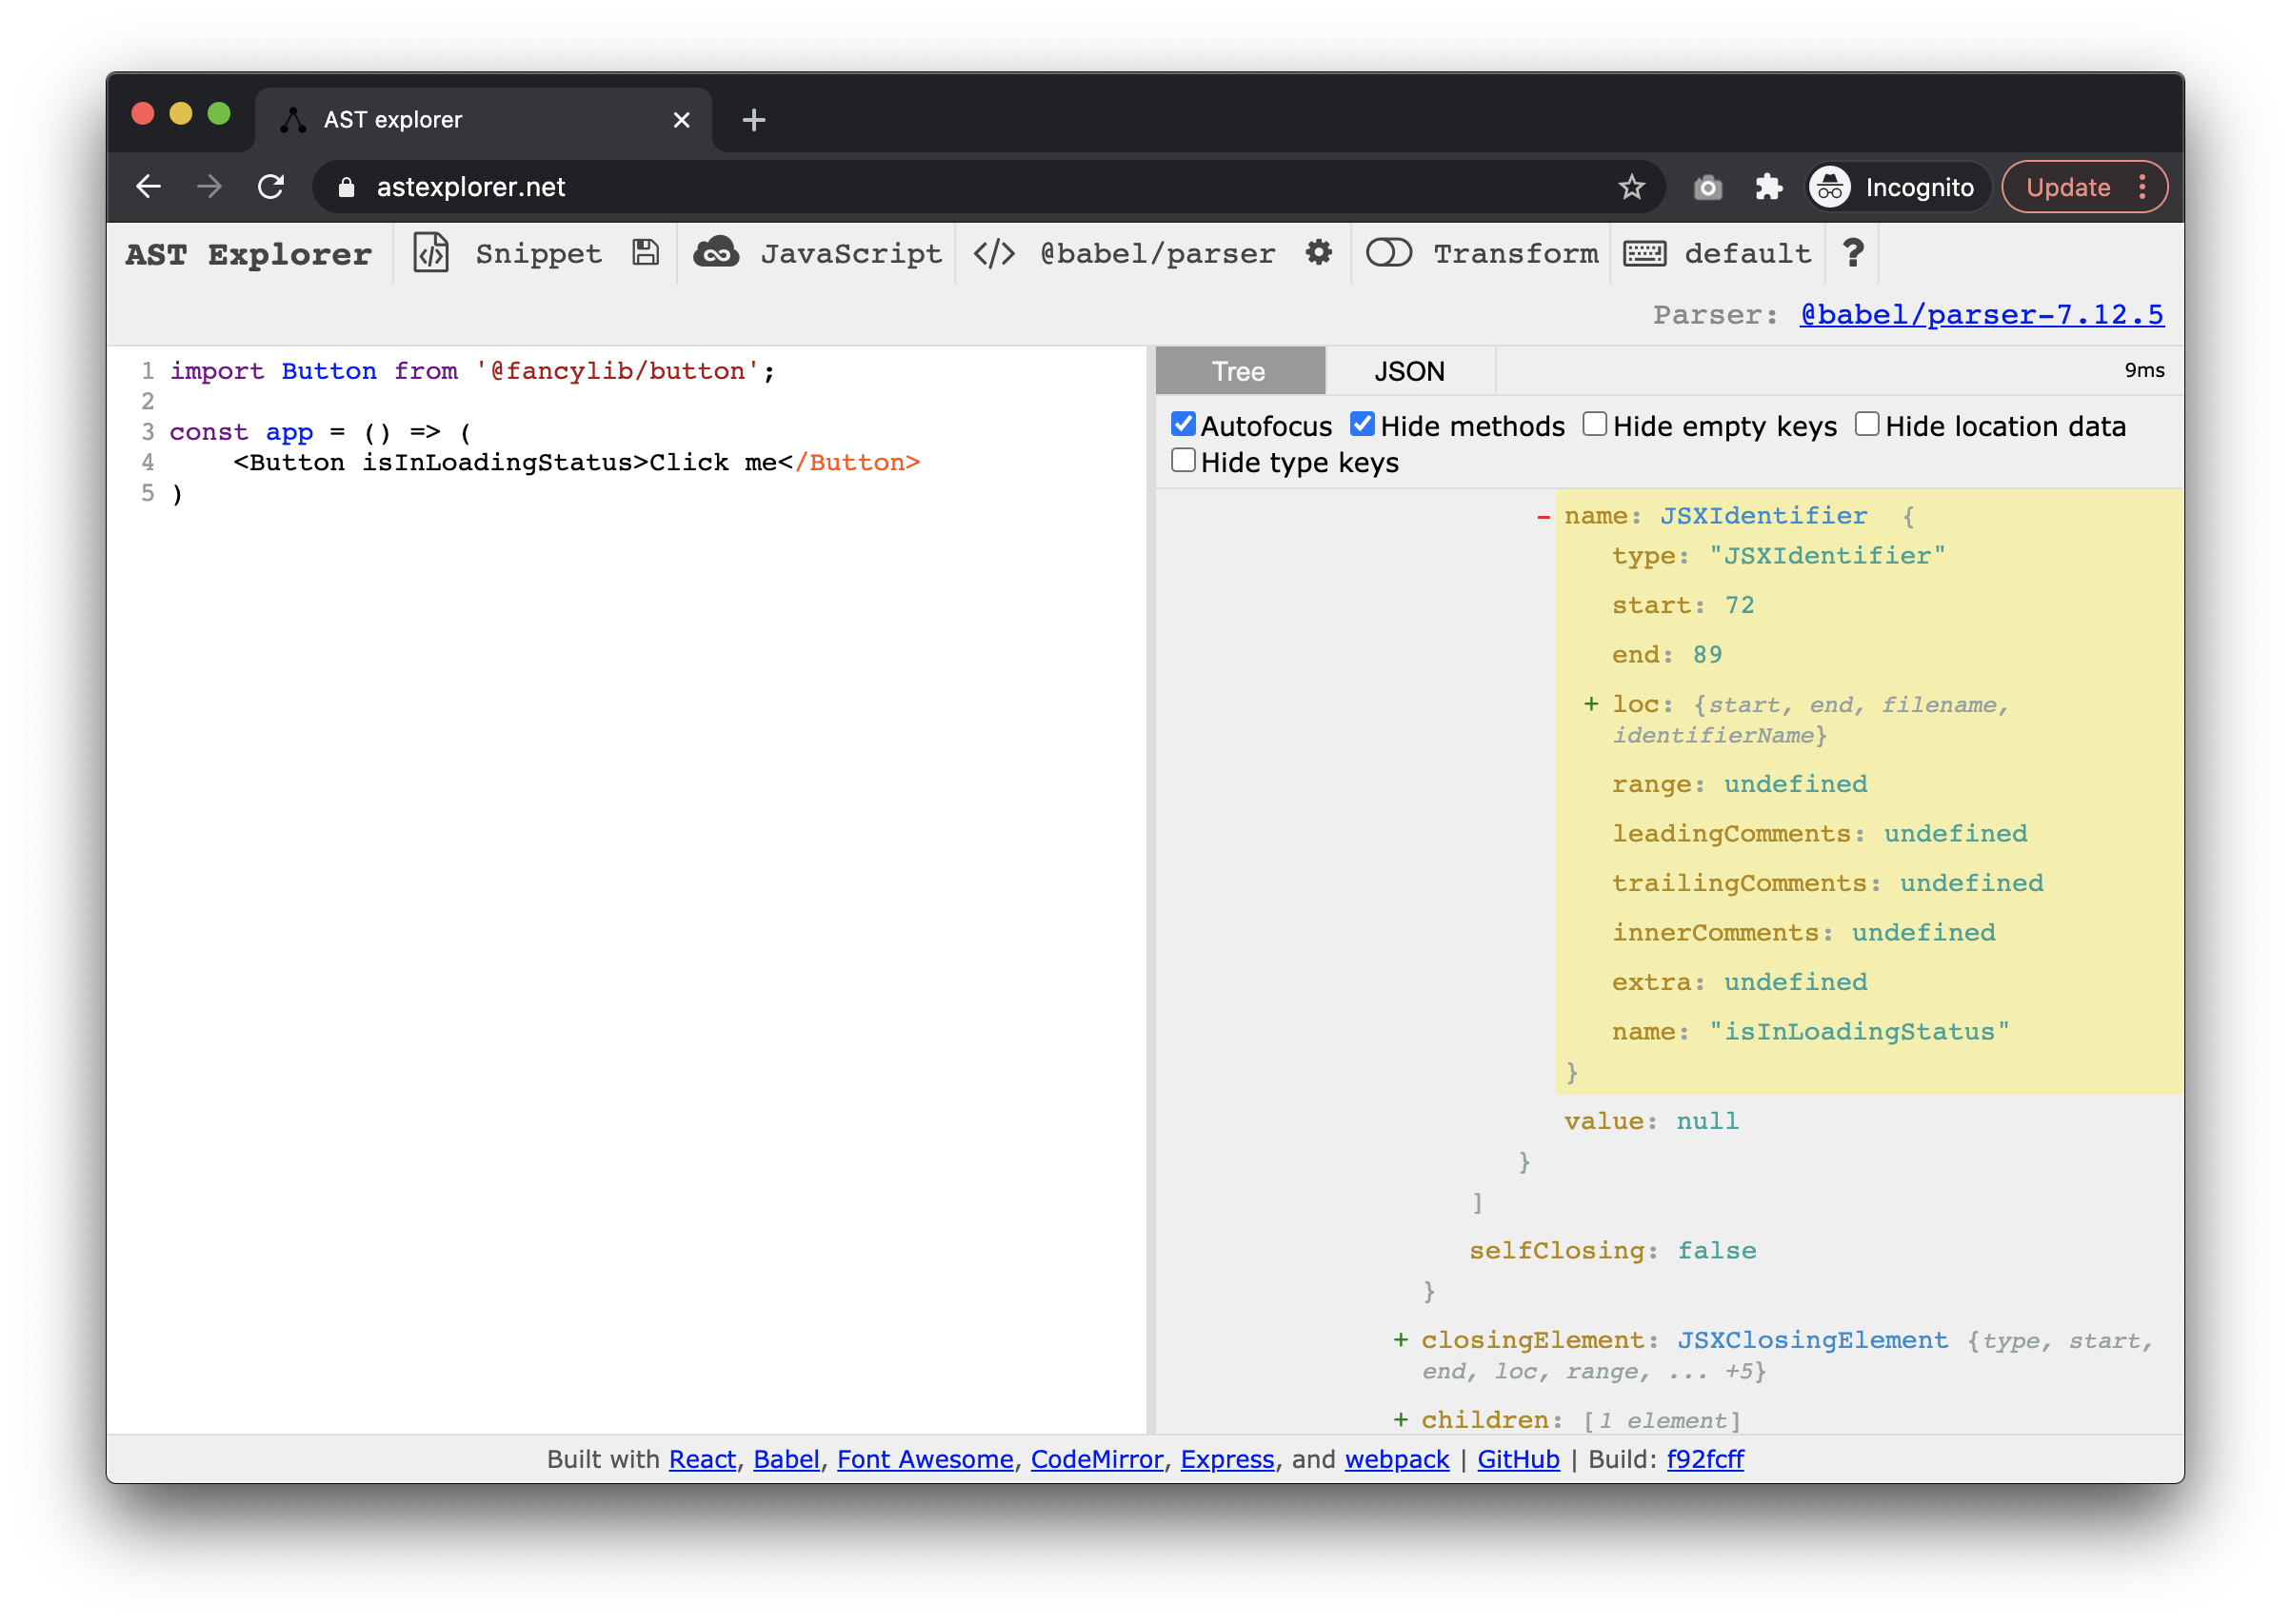 AST explorer
astexplorer.net
Incognito
Update
AST Explorer
Snippet
JavaScript
</> @babel/parser
Transform
default
?
Parser: @babel/parser-7.12.5
1 import Button from '@fancylib/button';
2
3 const app = () => (
4     <Button isInLoadingStatus>Click me</Button>
5 )
Tree
JSON
9ms
Autofocus Hide methods Hide empty keys Hide location data
Hide type keys
- name: JSXIdentifier {
type: "JSXIdentifier"
start: 72
end: 89
+ loc: {start, end, filename,
identifierName}
range: undefined
leadingComments: undefined
trailingComments: undefined
innerComments: undefined
extra: undefined
name: "isInLoadingStatus"
}
value: null
}
]
selfClosing: false
}
+ closingElement: JSXClosingElement {type, start,
end, loc, range, ... +5}
+ children: [1 element]
Built with React, Babel, Font Awesome, CodeMirror, Express, and webpack | GitHub | Build: f92fcff